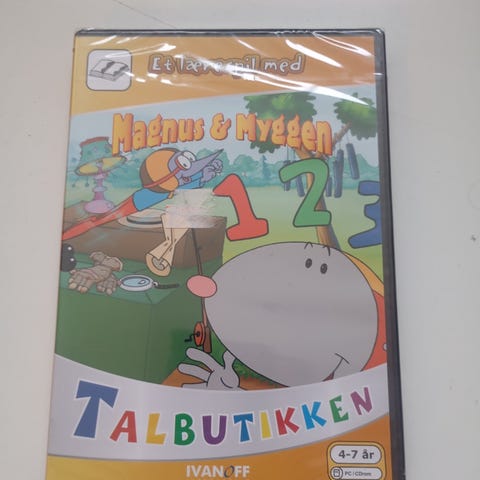 Et lærespil med
Magnus & Myggen
1 2 3
TALBUTIKKEN
4-7 år
PC/CDrom
IVANOFF